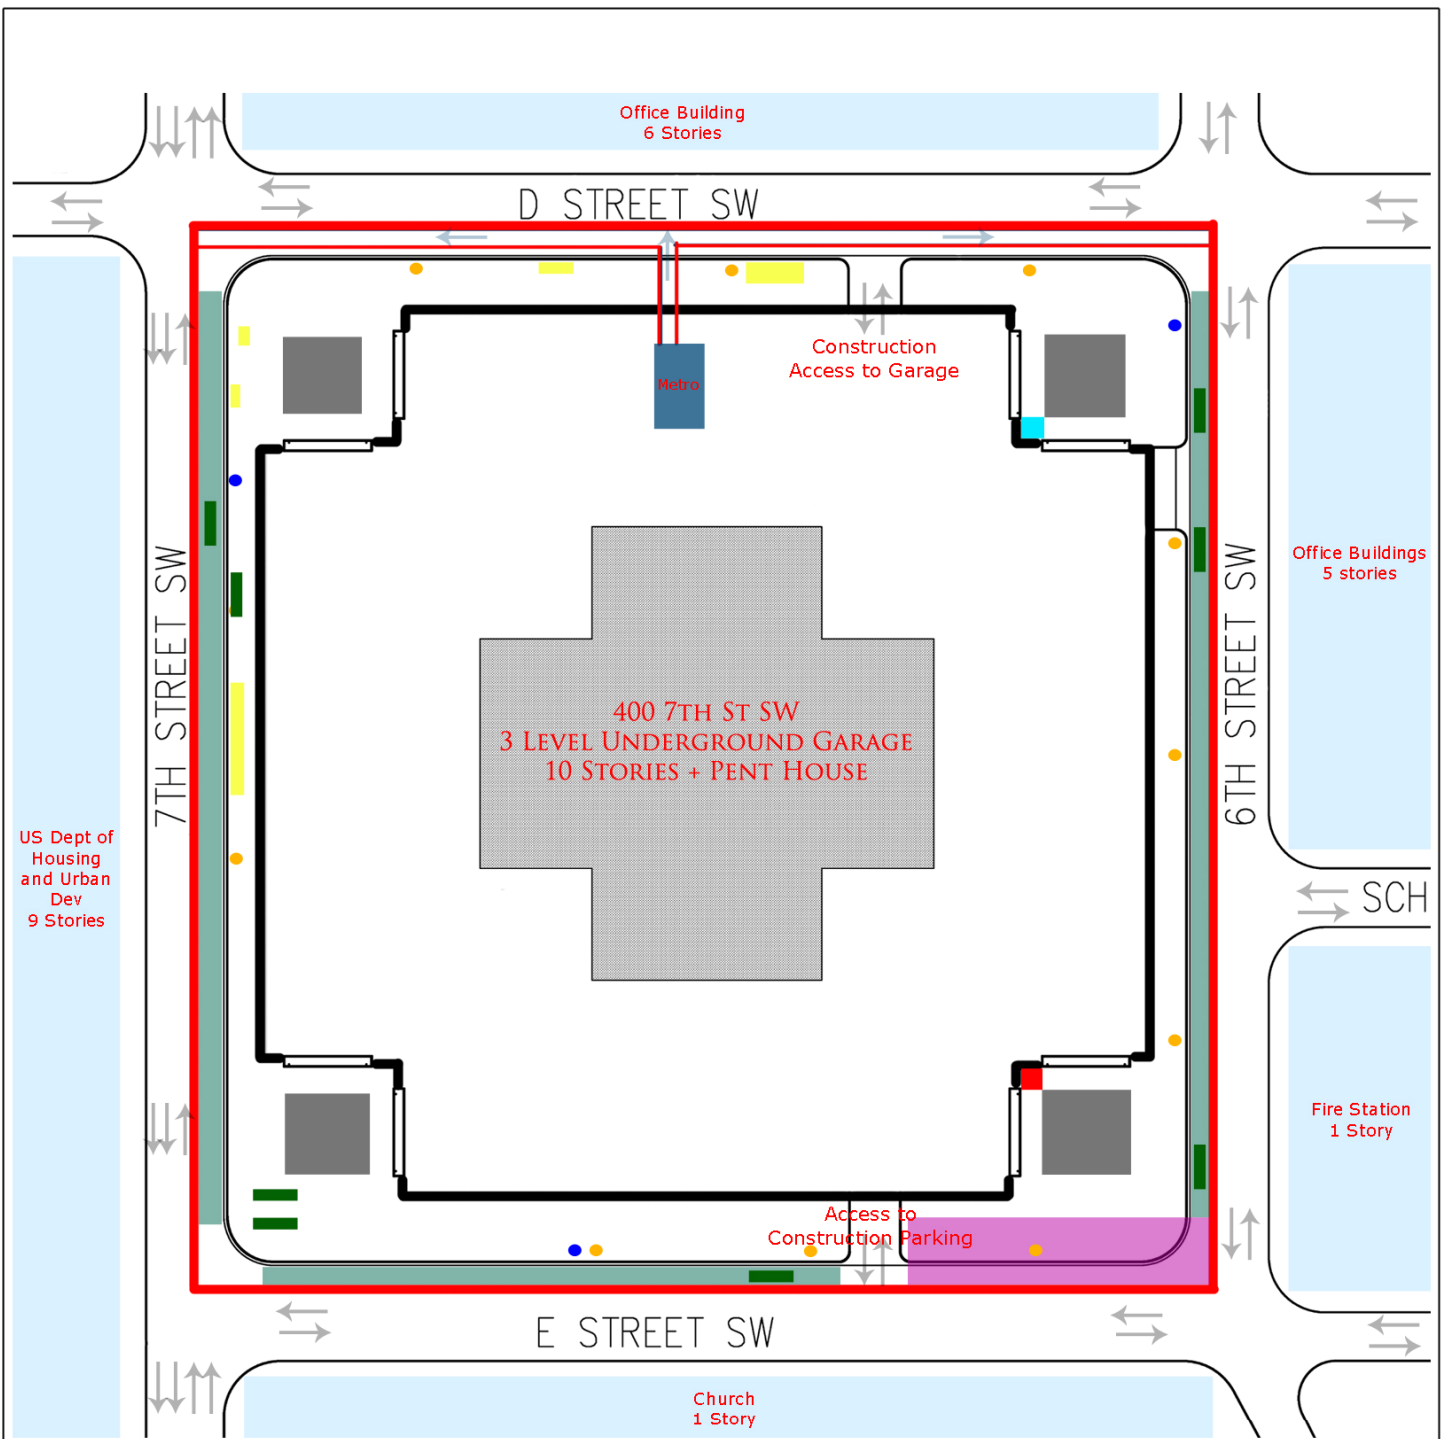 Office Building
6 Stories
D STREET SW
Construction
Access to Garage
Metro
7TH STREET SW
6TH STREET SW
Office Buildings
5 stories
400 7TH ST SW
3 LEVEL UNDERGROUND GARAGE
10 STORIES + PENT HOUSE
US Dept of
Housing
and Urban
Dev
9 Stories
SCH
Fire Station
1 Story
Access to
Construction Parking
E STREET SW
Church
1 Story